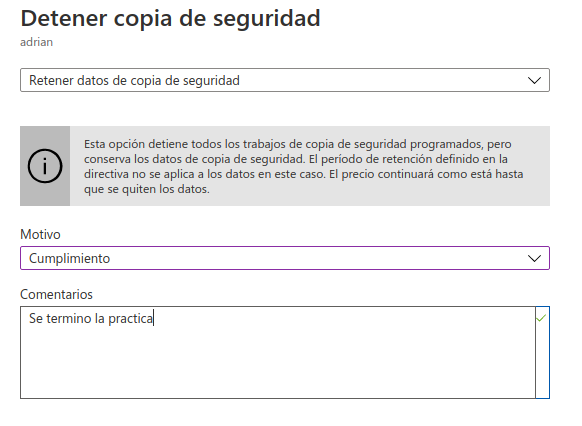 Detener copia de seguridad
adrian
Retener datos de copia de seguridad
Esta opción detiene todos los trabajos de copia de seguridad programados, pero
conserva los datos de copia de seguridad. El período de retención definido en la
directiva no se aplica a los datos en este caso. El precio continuará como está hasta
que se quiten los datos.
Motivo
Cumplimiento
Comentarios
Se termino la practica